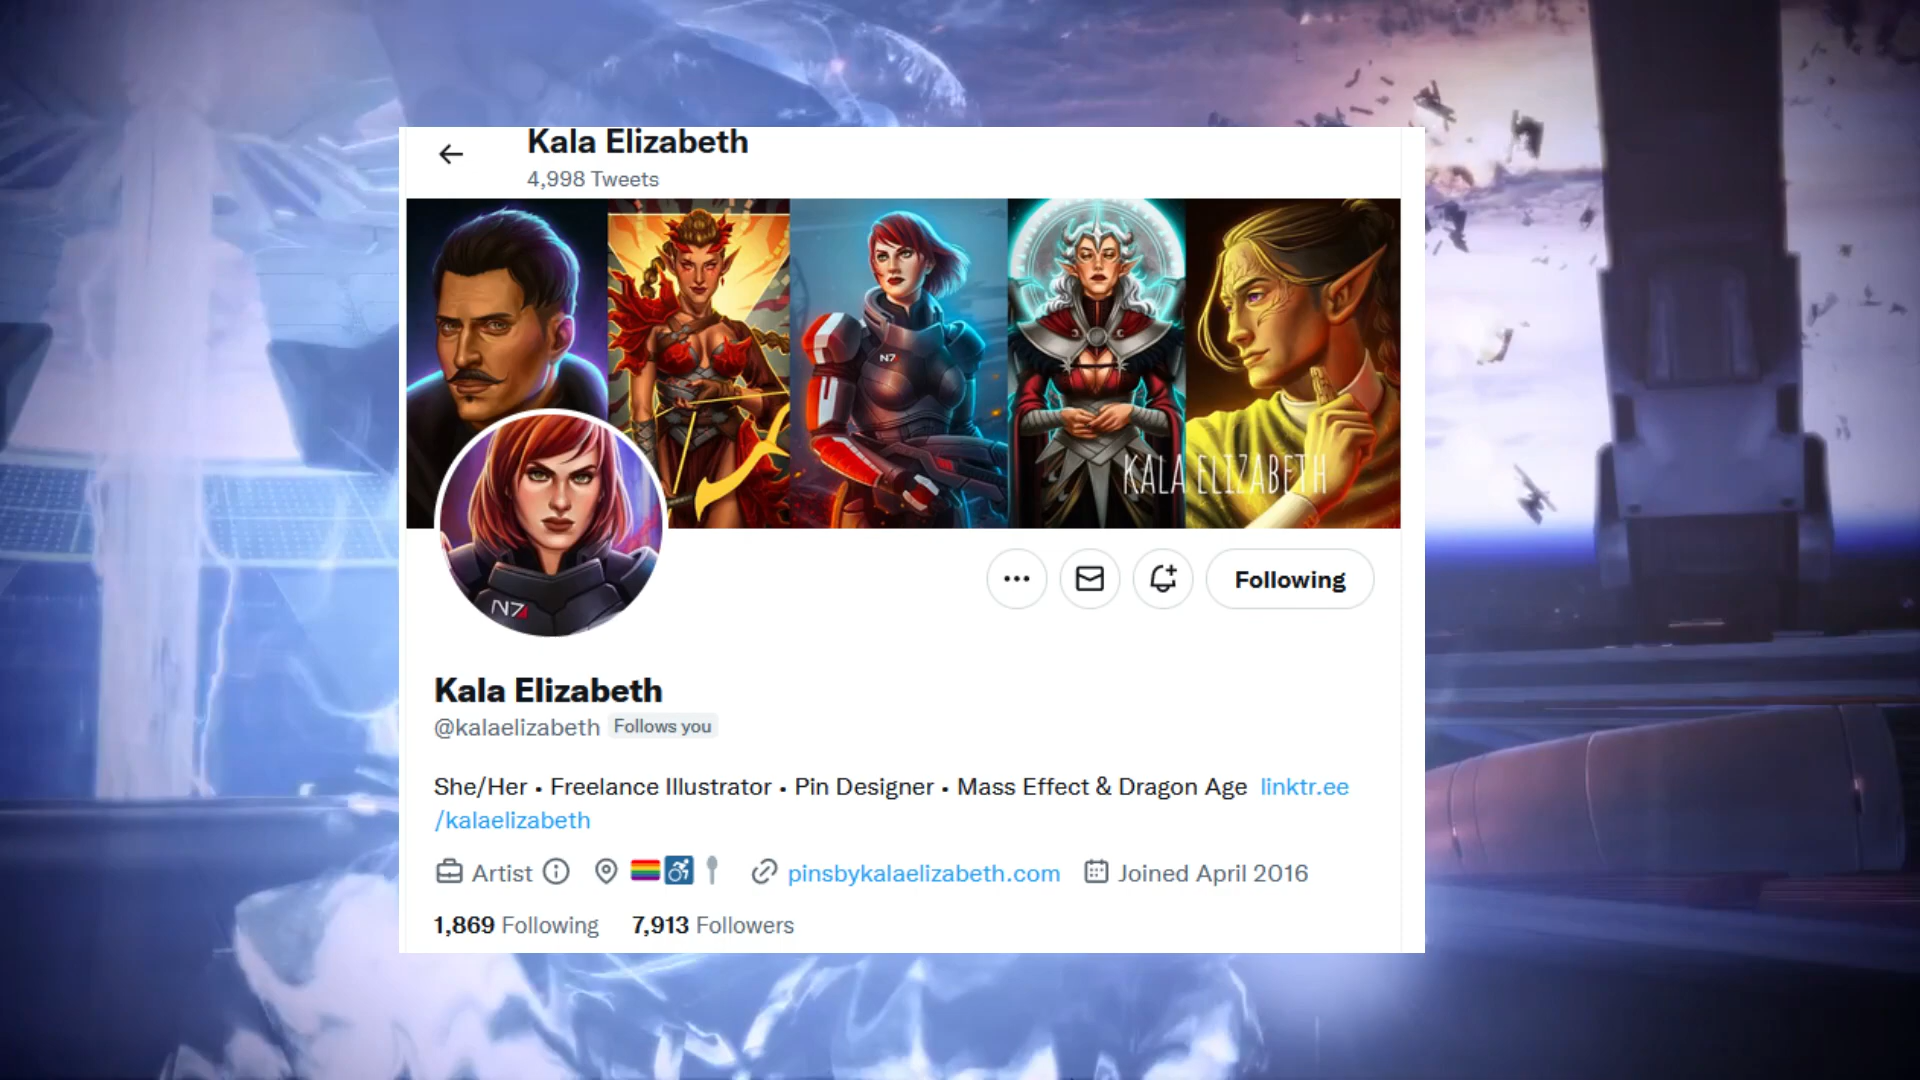 Kala Elizabeth
4,998 Tweets
N7
KALA ELIZABETH
N7
Following
Kala Elizabeth
@kalaelizabeth Follows you
She/Her • Freelance Illustrator • Pin Designer • Mass Effect & Dragon Age linktr.ee
/kalaelizabeth
Artist pinsbykalaelizabeth.com Joined April 2016
1,869 Following 7,913 Followers